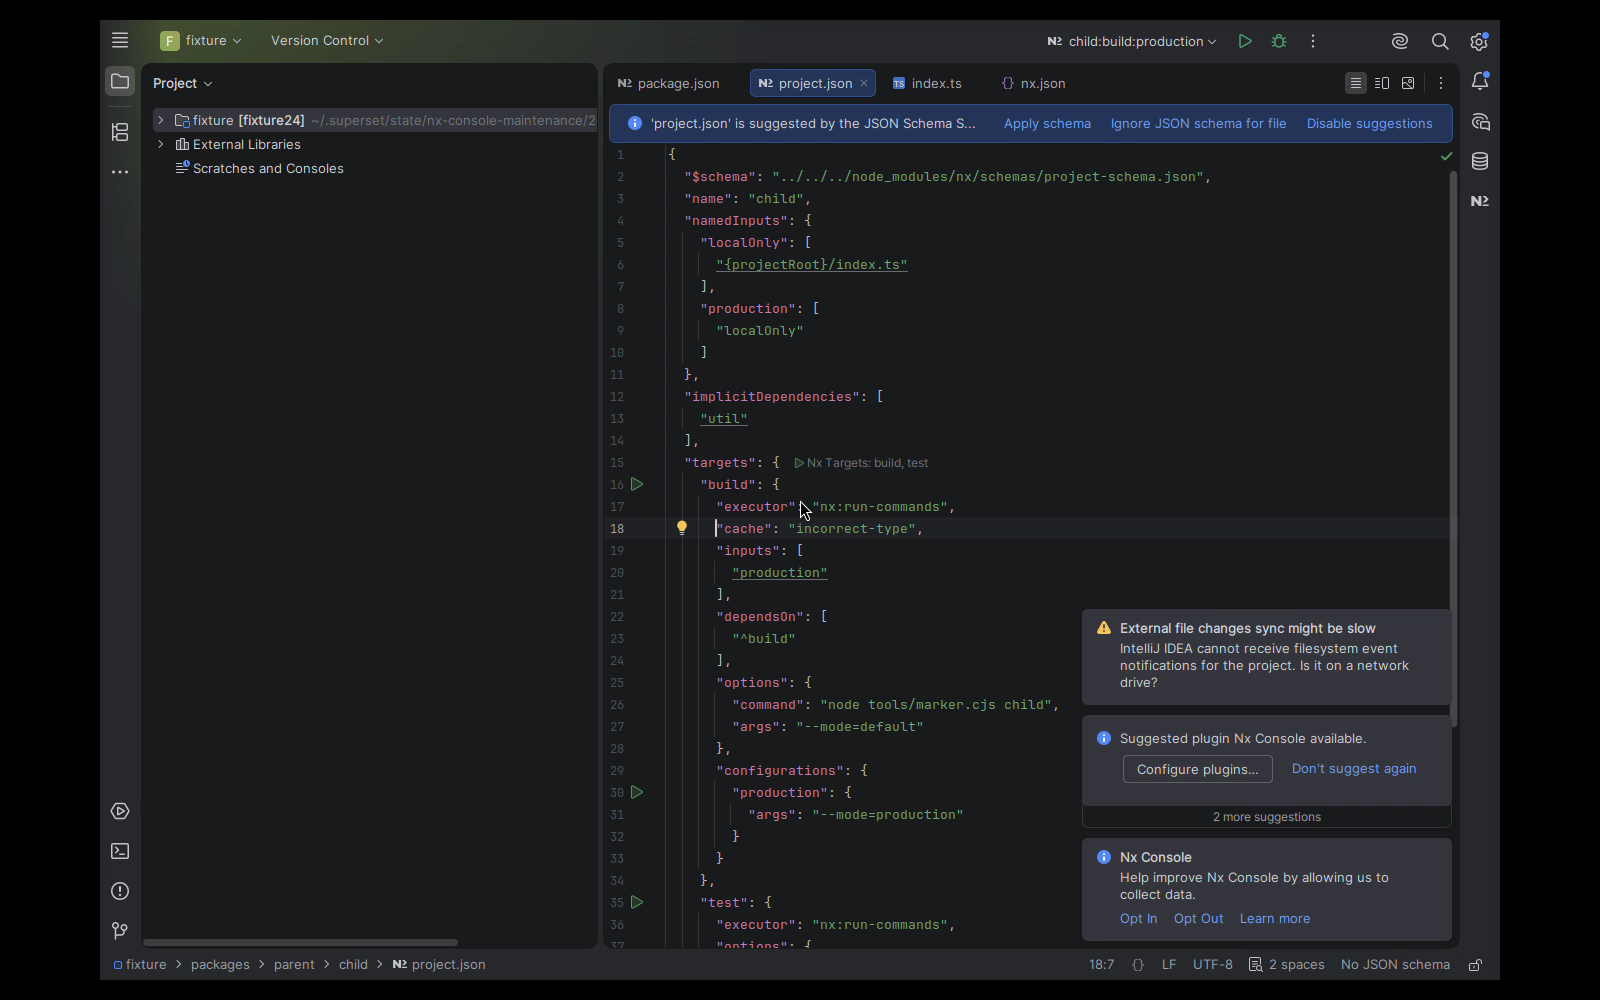 F fixture
Version Control
child:build:production
Project
package.json
project.json
TS index.ts
{} nx.json
fixture [fixture24] ~/.superset/state/nx-console-maintenance/2
External Libraries
Scratches and Consoles
'project.json' is suggested by the JSON Schema S... Apply schema Ignore JSON schema for file Disable suggestions
1 {
2 "$schema": "../../../node_modules/nx/schemas/project-schema.json",
3 "name": "child",
4 "namedInputs": {
5 "localOnly": [
6 "{projectRoot}/index.ts"
7 ],
8 "production": [
9 "localOnly"
10 ]
11 },
12 "implicitDependencies": [
13 "util"
14 ],
15 "targets": { Nx Targets: build, test
16 "build": {
17 "executor": "nx:run-commands",
18 "cache": "incorrect-type",
19 "inputs": [
20 "production"
21 ],
22 "dependsOn": [
23 "^build"
24 ],
25 "options": {
26 "command": "node tools/marker.cjs child",
27 "args": "--mode=default"
28 },
29 "configurations": {
30 "production": {
31 "args": "--mode=production"
32 }
33 }
34 },
35 "test": {
36 "executor": "nx:run-commands",
37 "options": {
External file changes sync might be slow
IntelliJ IDEA cannot receive filesystem event
notifications for the project. Is it on a network
drive?
Suggested plugin Nx Console available.
Configure plugins... Don't suggest again
2 more suggestions
Nx Console
Help improve Nx Console by allowing us to
collect data.
Opt In Opt Out Learn more
fixture > packages > parent > child > project.json
18:7 {} LF UTF-8 2 spaces No JSON schema